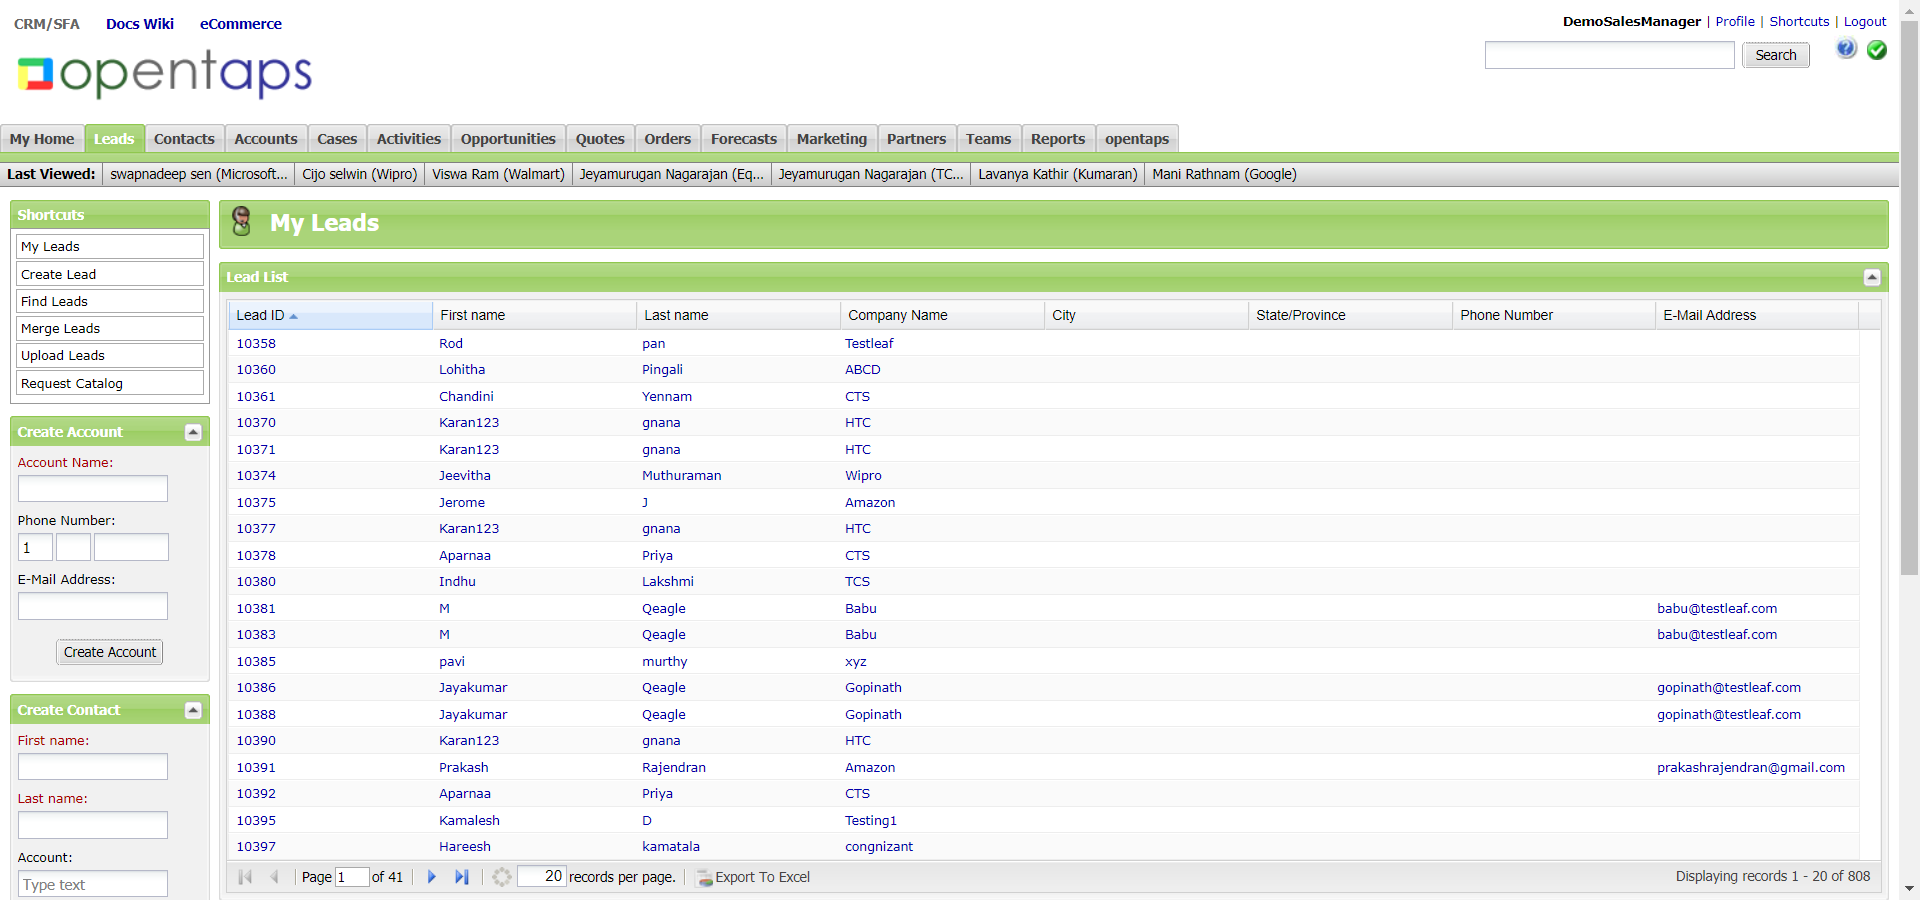 CRM/SFA Docs Wiki eCommerce
DemoSalesManager | Profile | Shortcuts | Logout
Search
opentaps
My Home Leads Contacts Accounts Cases Activities Opportunities Quotes Orders Forecasts Marketing Partners Teams Reports opentaps
Last Viewed: swapnadeep sen (Microsoft... Cijo selwin (Wipro) Viswa Ram (Walmart) Jeyamurugan Nagarajan (Eq... Jeyamurugan Nagarajan (TC... Lavanya Kathir (Kumaran) Mani Rathnam (Google)
Shortcuts
My Leads
Create Lead
Find Leads
Merge Leads
Upload Leads
Request Catalog
Create Account
Account Name:
Phone Number:
1
E-Mail Address:
Create Account
Create Contact
First name:
Last name:
Account:
Type text
My Leads
Lead List
Lead ID First name Last name Company Name City State/Province Phone Number E-Mail Address
10358 Rod pan Testleaf
10360 Lohitha Pingali ABCD
10361 Chandini Yennam CTS
10370 Karan123 gnana HTC
10371 Karan123 gnana HTC
10374 Jeevitha Muthuraman Wipro
10375 Jerome J Amazon
10377 Karan123 gnana HTC
10378 Aparnaa Priya CTS
10380 Indhu Lakshmi TCS
10381 M Qeagle Babu babu@testleaf.com
10383 M Qeagle Babu babu@testleaf.com
10385 pavi murthy xyz
10386 Jayakumar Qeagle Gopinath gopinath@testleaf.com
10388 Jayakumar Qeagle Gopinath gopinath@testleaf.com
10390 Karan123 gnana HTC
10391 Prakash Rajendran Amazon prakashrajendran@gmail.com
10392 Aparnaa Priya CTS
10395 Kamalesh D Testing1
10397 Hareesh kamatala congnizant
Page 1 of 41 20 records per page. Export To Excel Displaying records 1 - 20 of 808